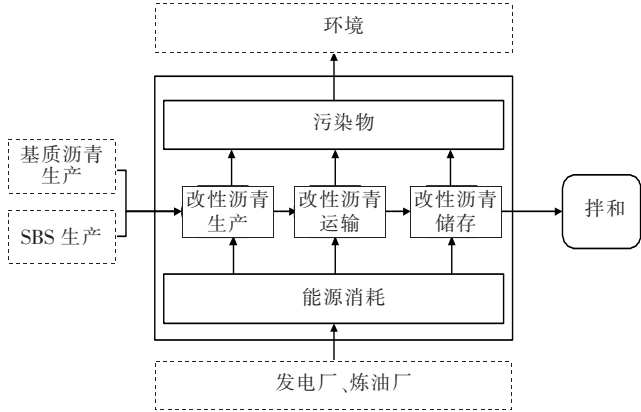 环境
污染物
基质沥青
生产
SBS 生产
改性沥青
生产
改性沥青
运输
改性沥青
储存
拌和
能源消耗
发电厂、炼油厂